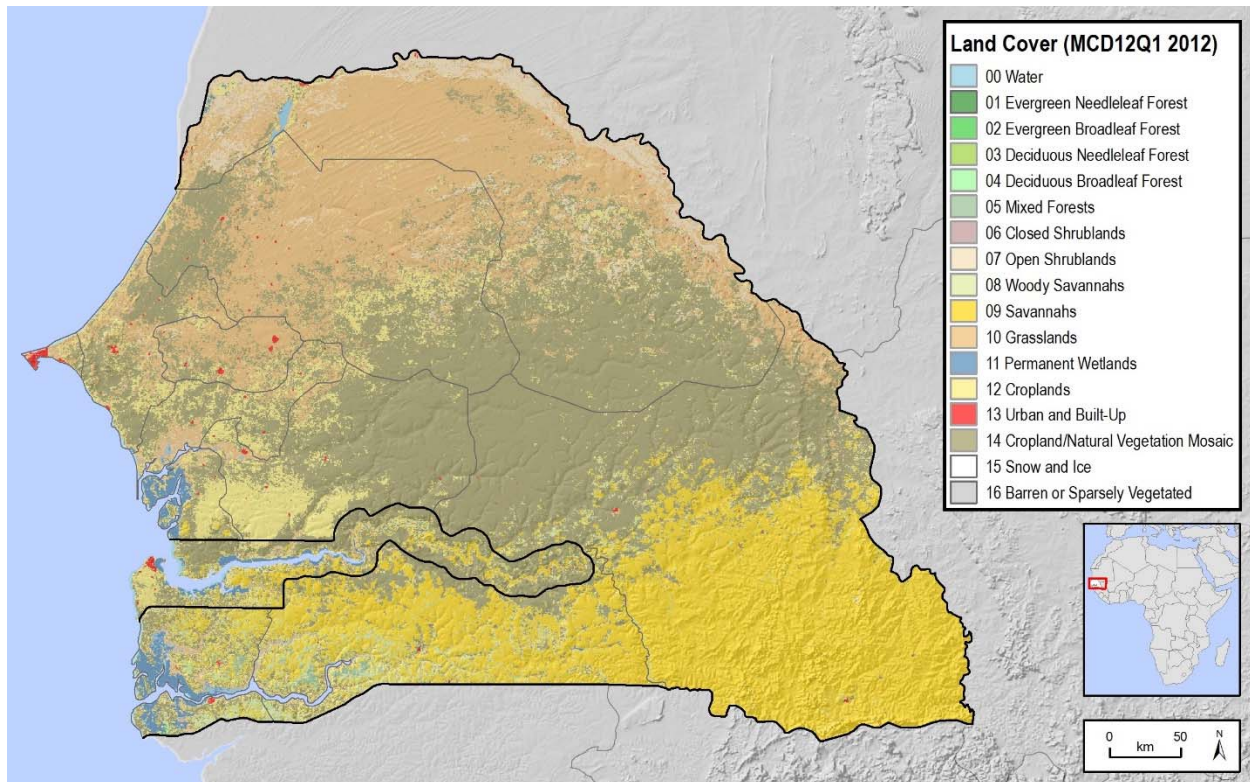 Land Cover (MCD12Q1 2012)
00 Water
01 Evergreen Needleleaf Forest
02 Evergreen Broadleaf Forest
03 Deciduous Needleleaf Forest
04 Deciduous Broadleaf Forest
05 Mixed Forests
06 Closed Shrublands
07 Open Shrublands
08 Woody Savannahs
09 Savannahs
10 Grasslands
11 Permanent Wetlands
12 Croplands
13 Urban and Built-Up
14 Cropland/Natural Vegetation Mosaic
15 Snow and Ice
16 Barren or Sparsely Vegetated
0 50
km
N